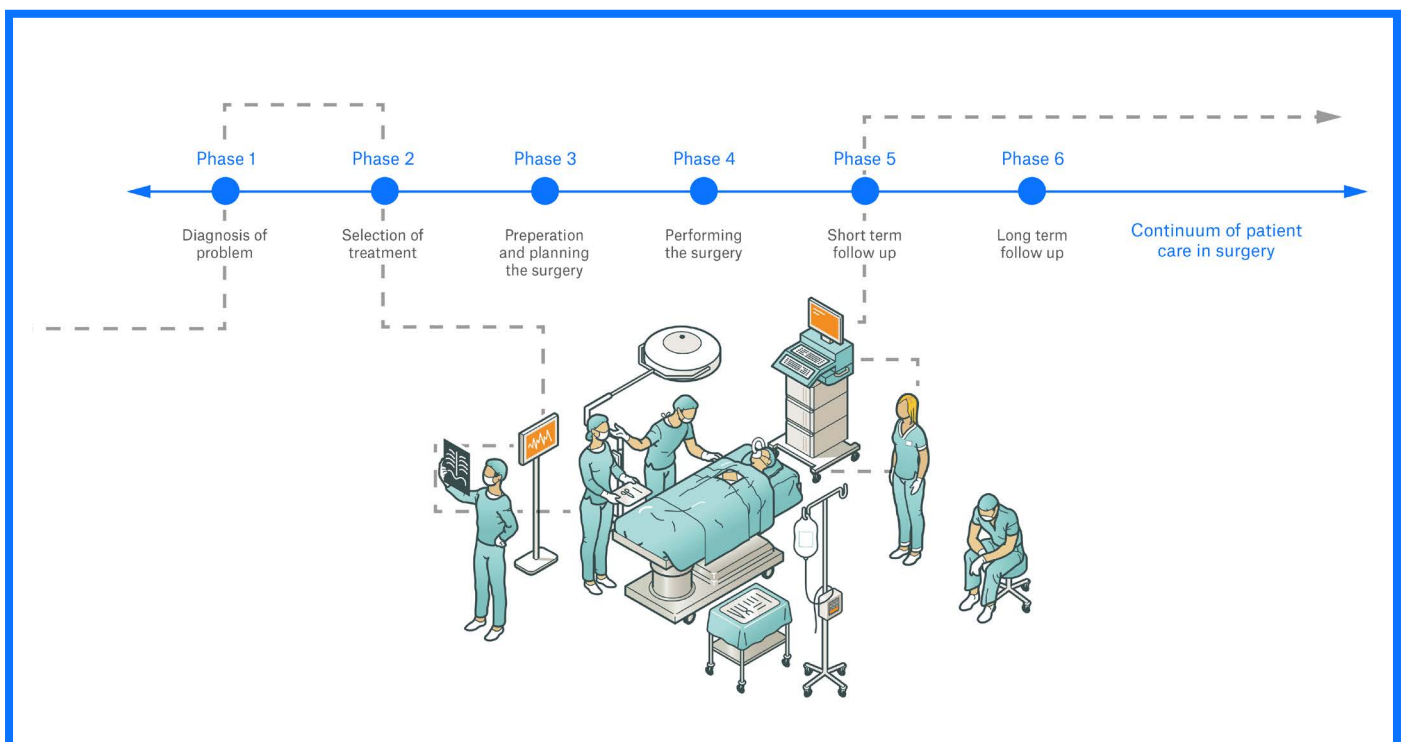 Phase 1
Phase 2
Phase 3
Phase 4
Phase 5
Phase 6
Diagnosis of
problem
Selection of
treatment
Preperation
and planning
the surgery
Performing
the surgery
Short term
follow up
Long term
follow up
Continuum of patient
care in surgery